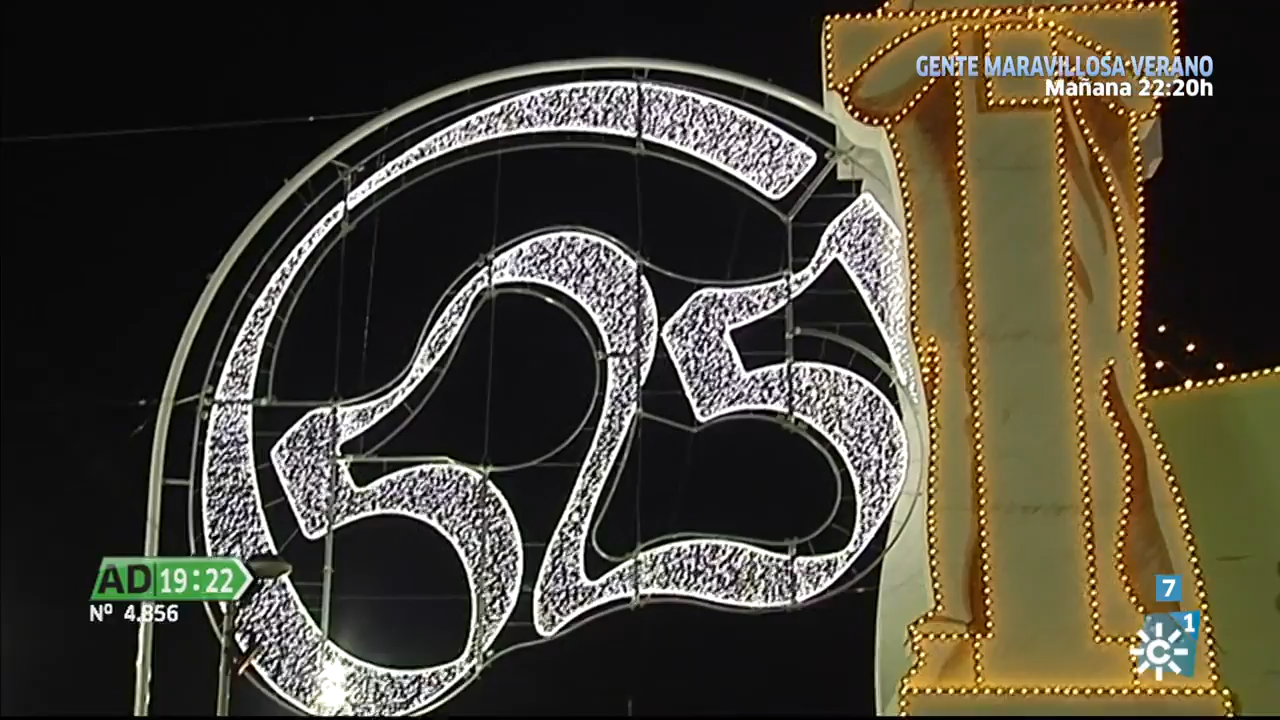 GENTE MARAVILLOSA VERANO
Mañana 22:20h
525
AD 19:22
Nº 4.856
7
1
C